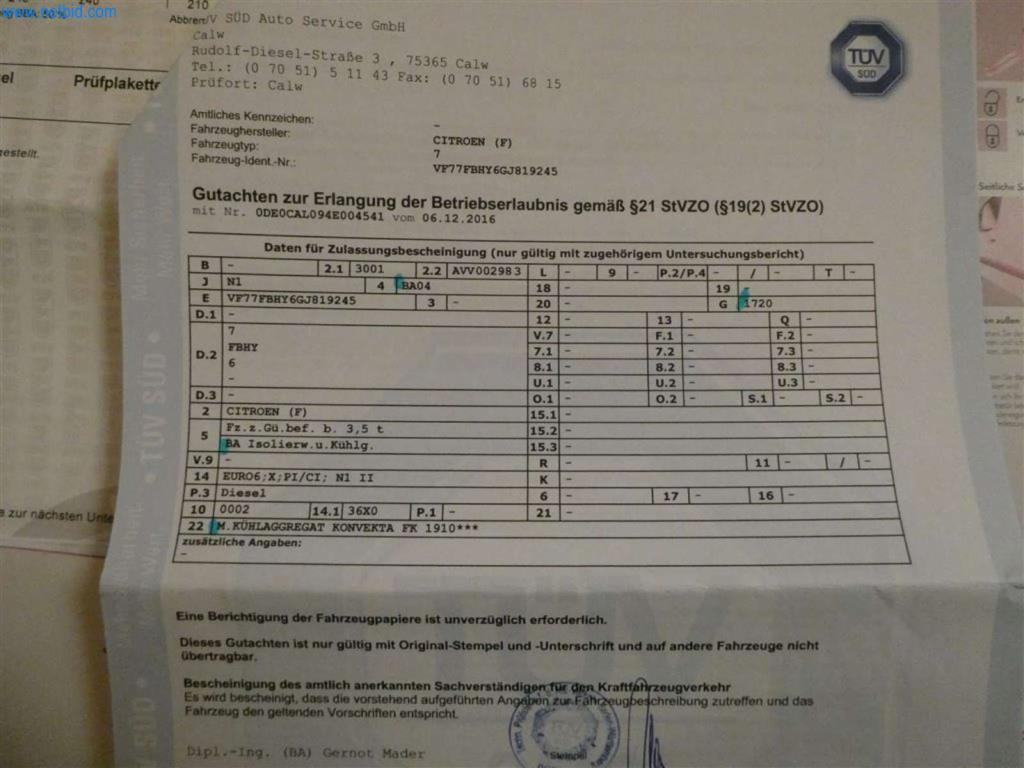 www.netbid.com
210
TÜV SÜD Auto Service GmbH
Calw
Rudolf-Diesel-Straße 3 , 75365 Calw
Tel.: (0 70 51) 5 11 43 Fax: (0 70 51) 68 15
Prüfort: Calw
TÜV
SÜD
Prüfplakette
Amtliches Kennzeichen: -
Fahrzeughersteller: CITROEN (F)
Fahrzeugtyp: 7
Fahrzeug-Ident.-Nr.: VF77FBHY6GJ819245
Gutachten zur Erlangung der Betriebserlaubnis gemäß §21 StVZO (§19(2) StVZO)
mit Nr. 0DE0CAL094E004541 vom 06.12.2016
Daten für Zulassungsbescheinigung (nur gültig mit zugehörigem Untersuchungsbericht)
B - 2.1 3001 2.2 AVV002983 L - 9 - P.2/P.4 - / - T -
J N1 4 BA04 18 - 19
E VF77FBHY6GJ819245 3 - 20 - G 1720
D.1 - 12 - 13 - Q -
7 V.7 - F.1 - F.2 -
D.2 FBHY 7.1 - 7.2 - 7.3 -
6 8.1 - 8.2 - 8.3 -
- U.1 - U.2 - U.3 -
D.3 - O.1 - O.2 - S.1 - S.2 -
2 CITROEN (F) 15.1 -
5 Fz.z.Gü.bef. b. 3,5 t 15.2 -
BA Isolierw.u.Kühlg. 15.3 -
V.9 - R - 11 - / -
14 EURO6;X;PI/CI; N1 II K -
P.3 Diesel 6 - 17 - 16 -
10 0002 14.1 36X0 P.1 - 21 -
22 M.KÜHLAGGREGAT KONVEKTA FK 1910***
zusätzliche Angaben:
-
Eine Berichtigung der Fahrzeugpapiere ist unverzüglich erforderlich.
Dieses Gutachten ist nur gültig mit Original-Stempel und -Unterschrift und auf andere Fahrzeuge nicht
übertragbar.
Bescheinigung des amtlich anerkannten Sachverständigen für den Kraftfahrzeugverkehr
Es wird bescheinigt, dass die vorstehend aufgeführten Angaben zur Fahrzeugbeschreibung zutreffen und das
Fahrzeug den geltenden Vorschriften entspricht.
Dipl.-Ing. (BA) Gernot Mader
Stempel